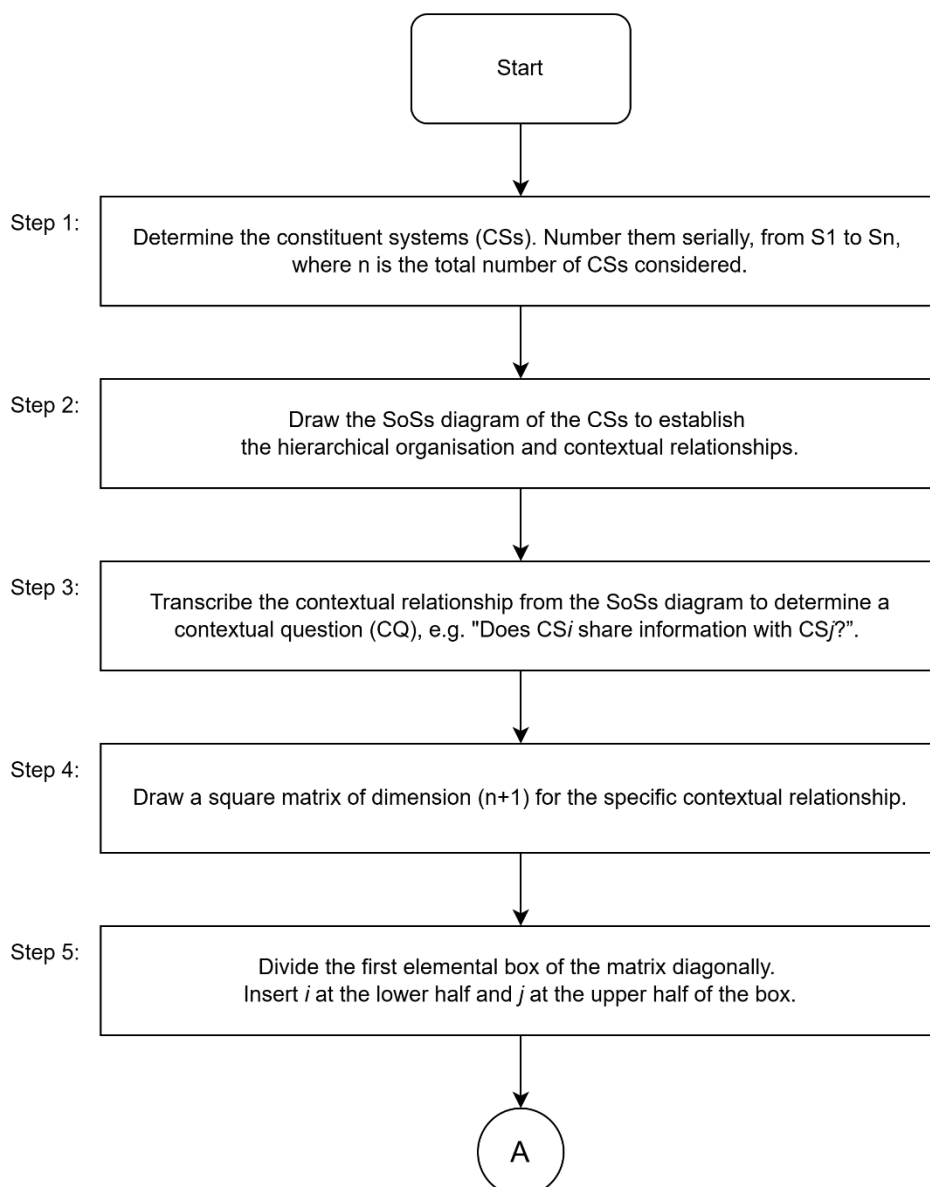 Start
Step 1:
Determine the constituent systems (CSs). Number them serially, from S1 to Sn,
where n is the total number of CSs considered.
Step 2:
Draw the SoSs diagram of the CSs to establish
the hierarchical organisation and contextual relationships.
Step 3:
Transcribe the contextual relationship from the SoSs diagram to determine a
contextual question (CQ), e.g. "Does CSi share information with CSj?”.
Step 4:
Draw a square matrix of dimension (n+1) for the specific contextual relationship.
Step 5:
Divide the first elemental box of the matrix diagonally.
Insert i at the lower half and j at the upper half of the box.
A